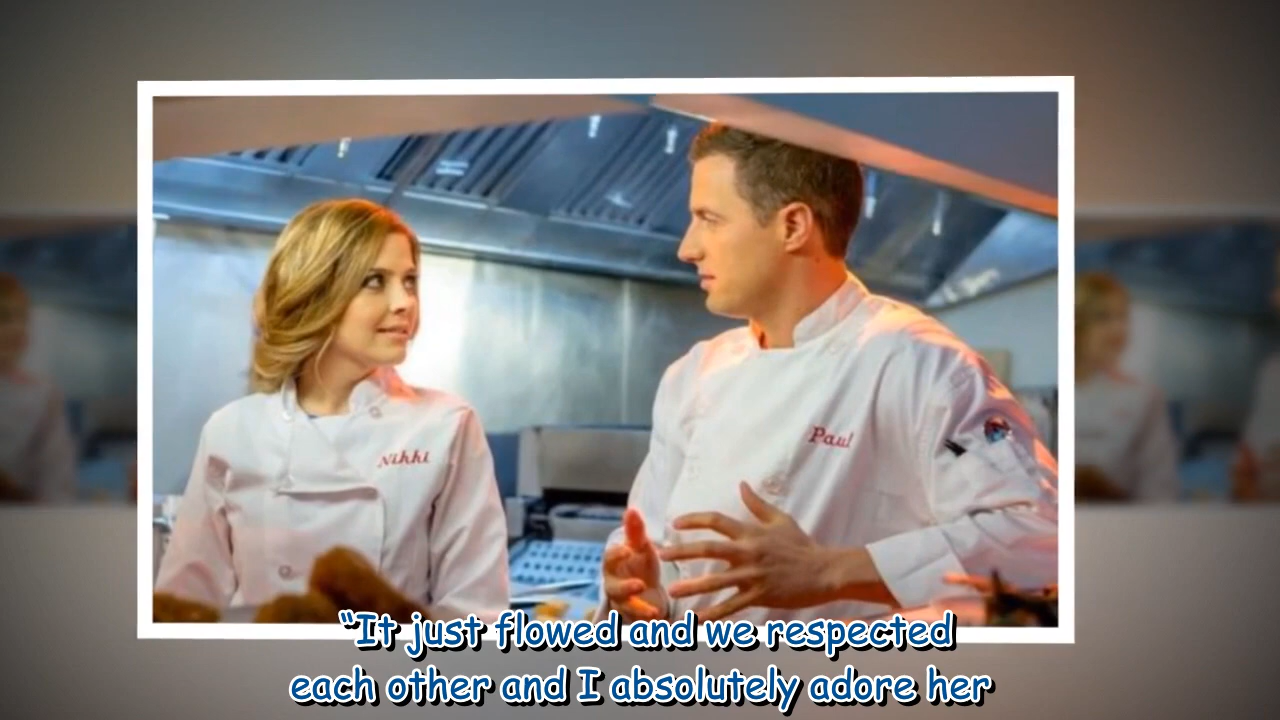 Nikki
Paul
“It just flowed and we respected
each other and I absolutely adore her